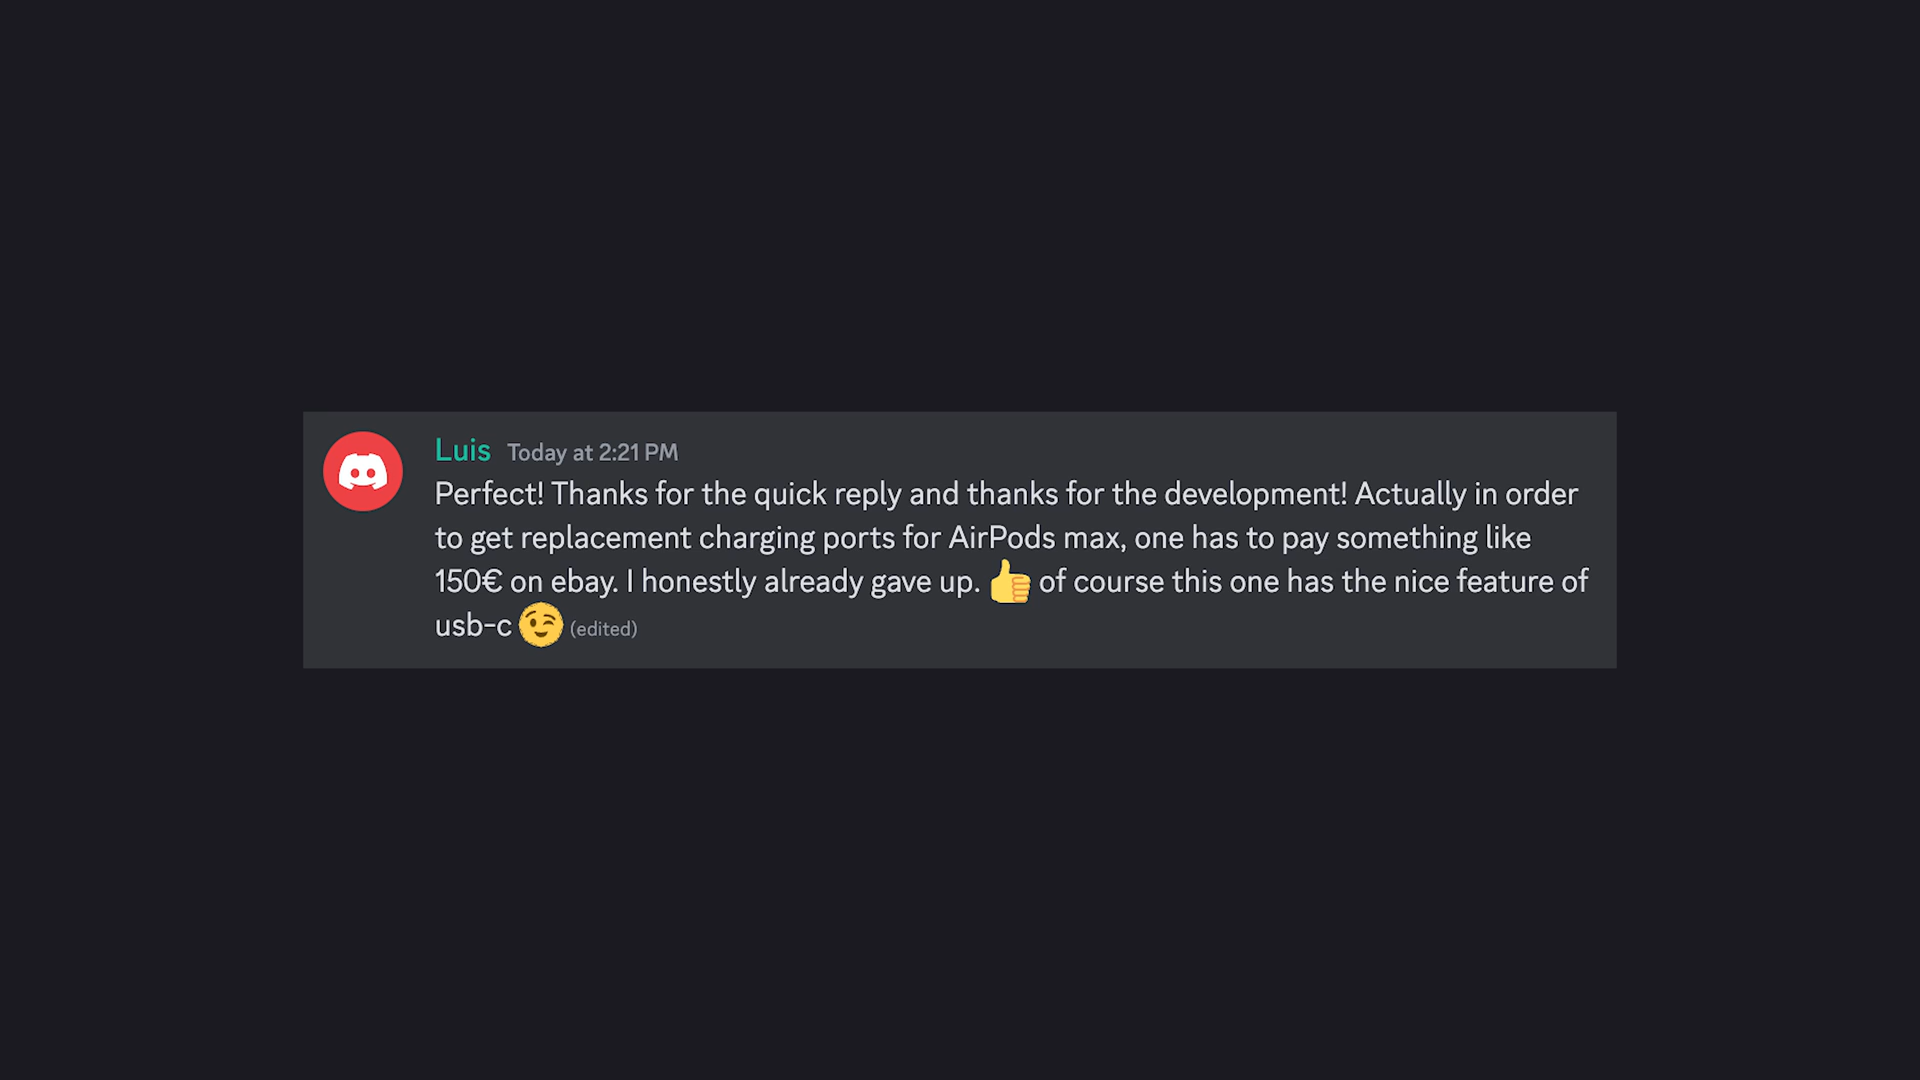 Luis Today at 2:21 PM
Perfect! Thanks for the quick reply and thanks for the development! Actually in order
to get replacement charging ports for AirPods max, one has to pay something like
150€ on ebay. I honestly already gave up. 👍 of course this one has the nice feature of
usb-c 😉 (edited)